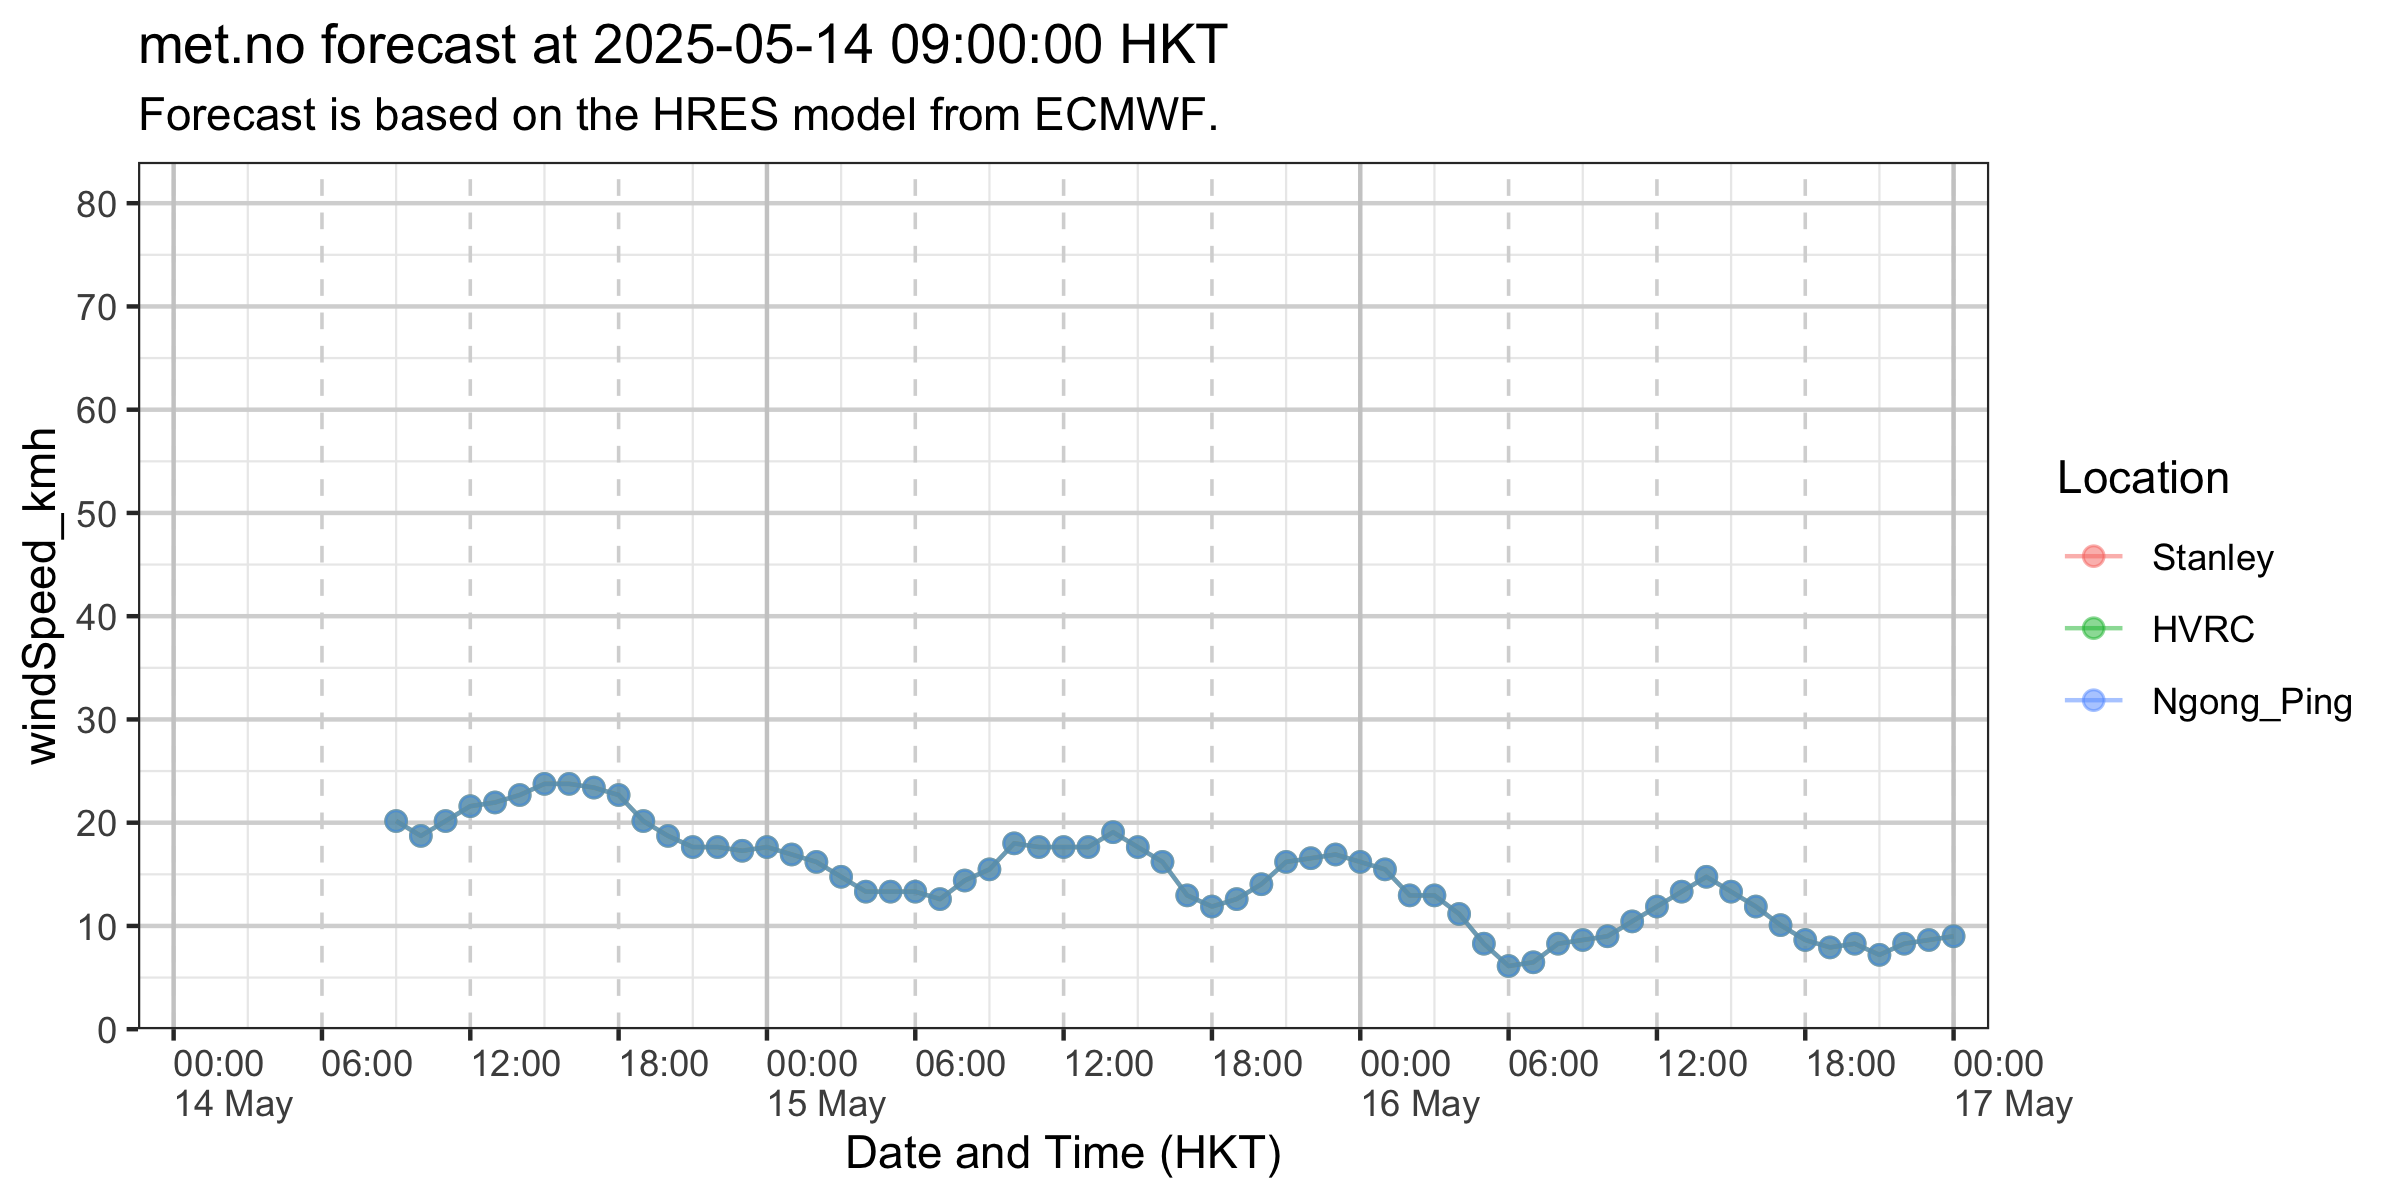 met.no forecast at 2025-05-14 09:00:00 HKT
Forecast is based on the HRES model from ECMWF.
windSpeed_kmh
80
70
60
50
40
30
20
10
0
00:00 06:00 12:00 18:00 00:00 06:00 12:00 18:00 00:00 06:00 12:00 18:00 00:00
14 May 15 May 16 May 17 May
Date and Time (HKT)
Location
Stanley
HVRC
Ngong_Ping